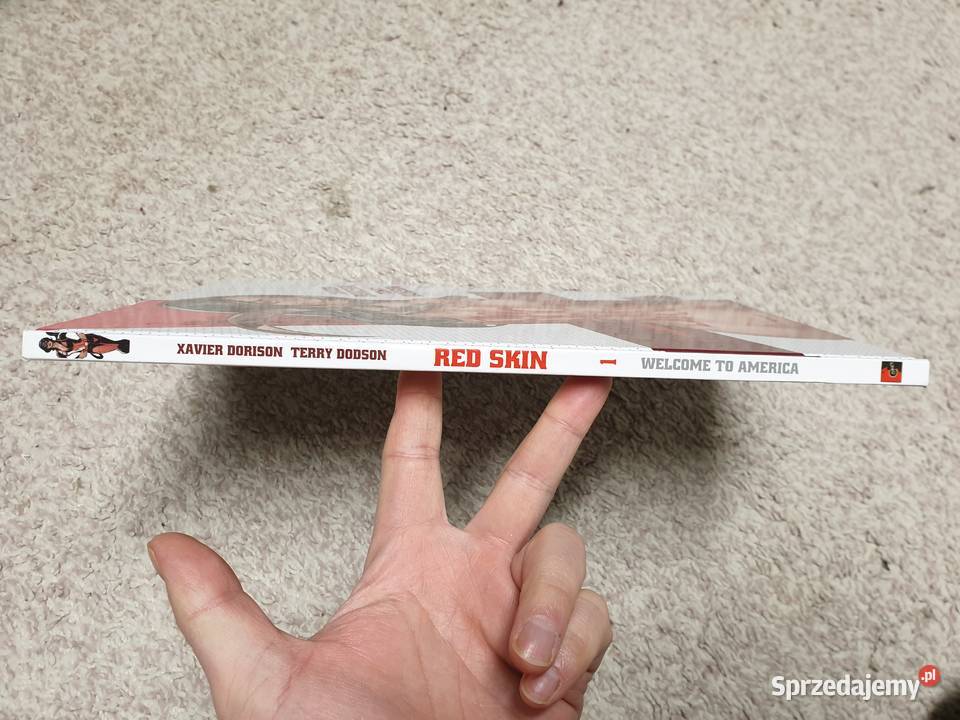 XAVIER DORISON TERRY DODSON RED SKIN 1 WELCOME TO AMERICA
Sprzedajemy.pl